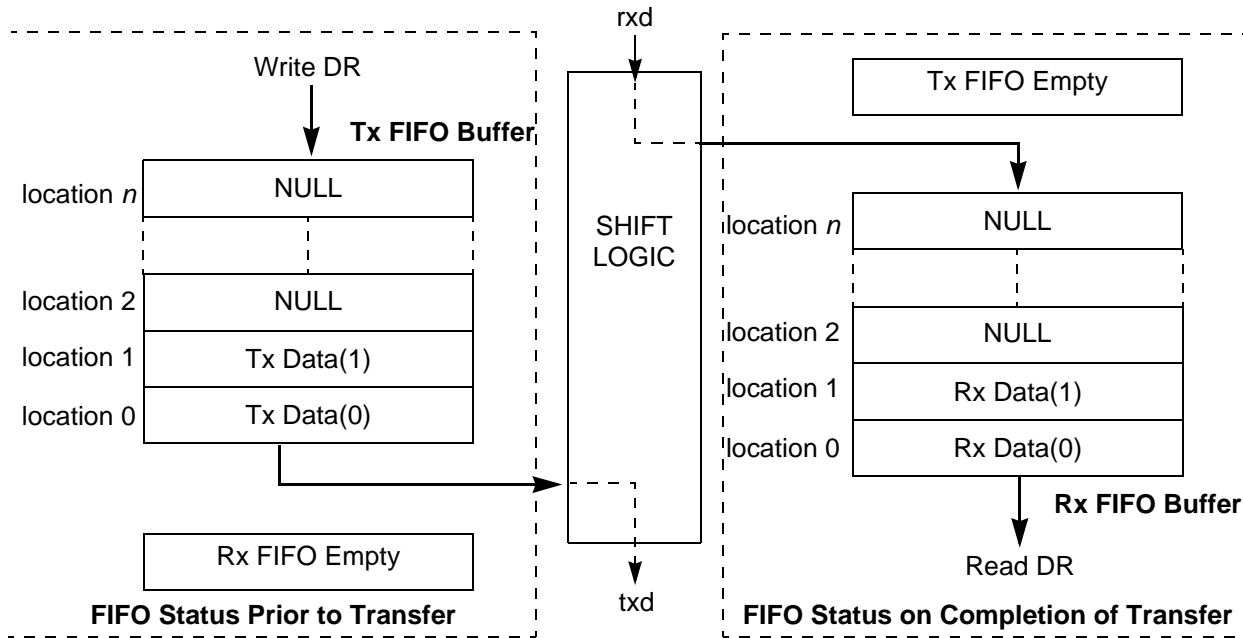 rxd
Write DR
Tx FIFO Buffer
location n
NULL
location 2
NULL
location 1
Tx Data(1)
location 0
Tx Data(0)
Rx FIFO Empty
FIFO Status Prior to Transfer
SHIFT
LOGIC
txd
Tx FIFO Empty
location n
NULL
location 2
NULL
location 1
Rx Data(1)
location 0
Rx Data(0)
Rx FIFO Buffer
Read DR
FIFO Status on Completion of Transfer